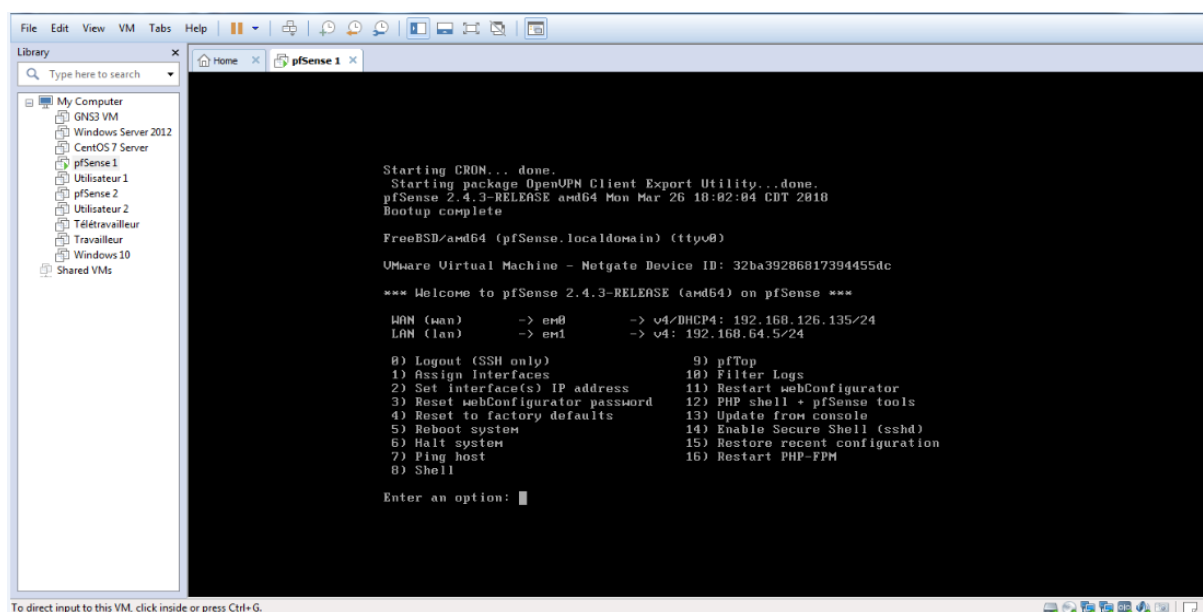 File Edit View VM Tabs Help
Library
Type here to search
My Computer
GNS3 VM
Windows Server 2012
CentOS 7 Server
pfSense 1
Utilisateur 1
pfSense 2
Utilisateur 2
Télétravailleur
Travailleur
Windows 10
Shared VMs
Home
pfSense 1
Starting CRON... done.
Starting package OpenVPN Client Export Utility...done.
pfSense 2.4.3-RELEASE amd64 Mon Mar 26 18:02:04 CDT 2018
Bootup complete
FreeBSD/amd64 (pfSense.localdomain) (ttyv0)
VMware Virtual Machine - Netgate Device ID: 32ba39286817394455dc
*** Welcome to pfSense 2.4.3-RELEASE (amd64) on pfSense ***
WAN (wan) -> em0 -> v4/DHCP4: 192.168.126.135/24
LAN (lan) -> em1 -> v4: 192.168.64.5/24
0) Logout (SSH only) 9) pfTop
1) Assign Interfaces 10) Filter Logs
2) Set interface(s) IP address 11) Restart webConfigurator
3) Reset webConfigurator password 12) PHP shell + pfSense tools
4) Reset to factory defaults 13) Update from console
5) Reboot system 14) Enable Secure Shell (sshd)
6) Halt system 15) Restore recent configuration
7) Ping host 16) Restart PHP-FPM
8) Shell
Enter an option:
To direct input to this VM, click inside or press Ctrl+G.